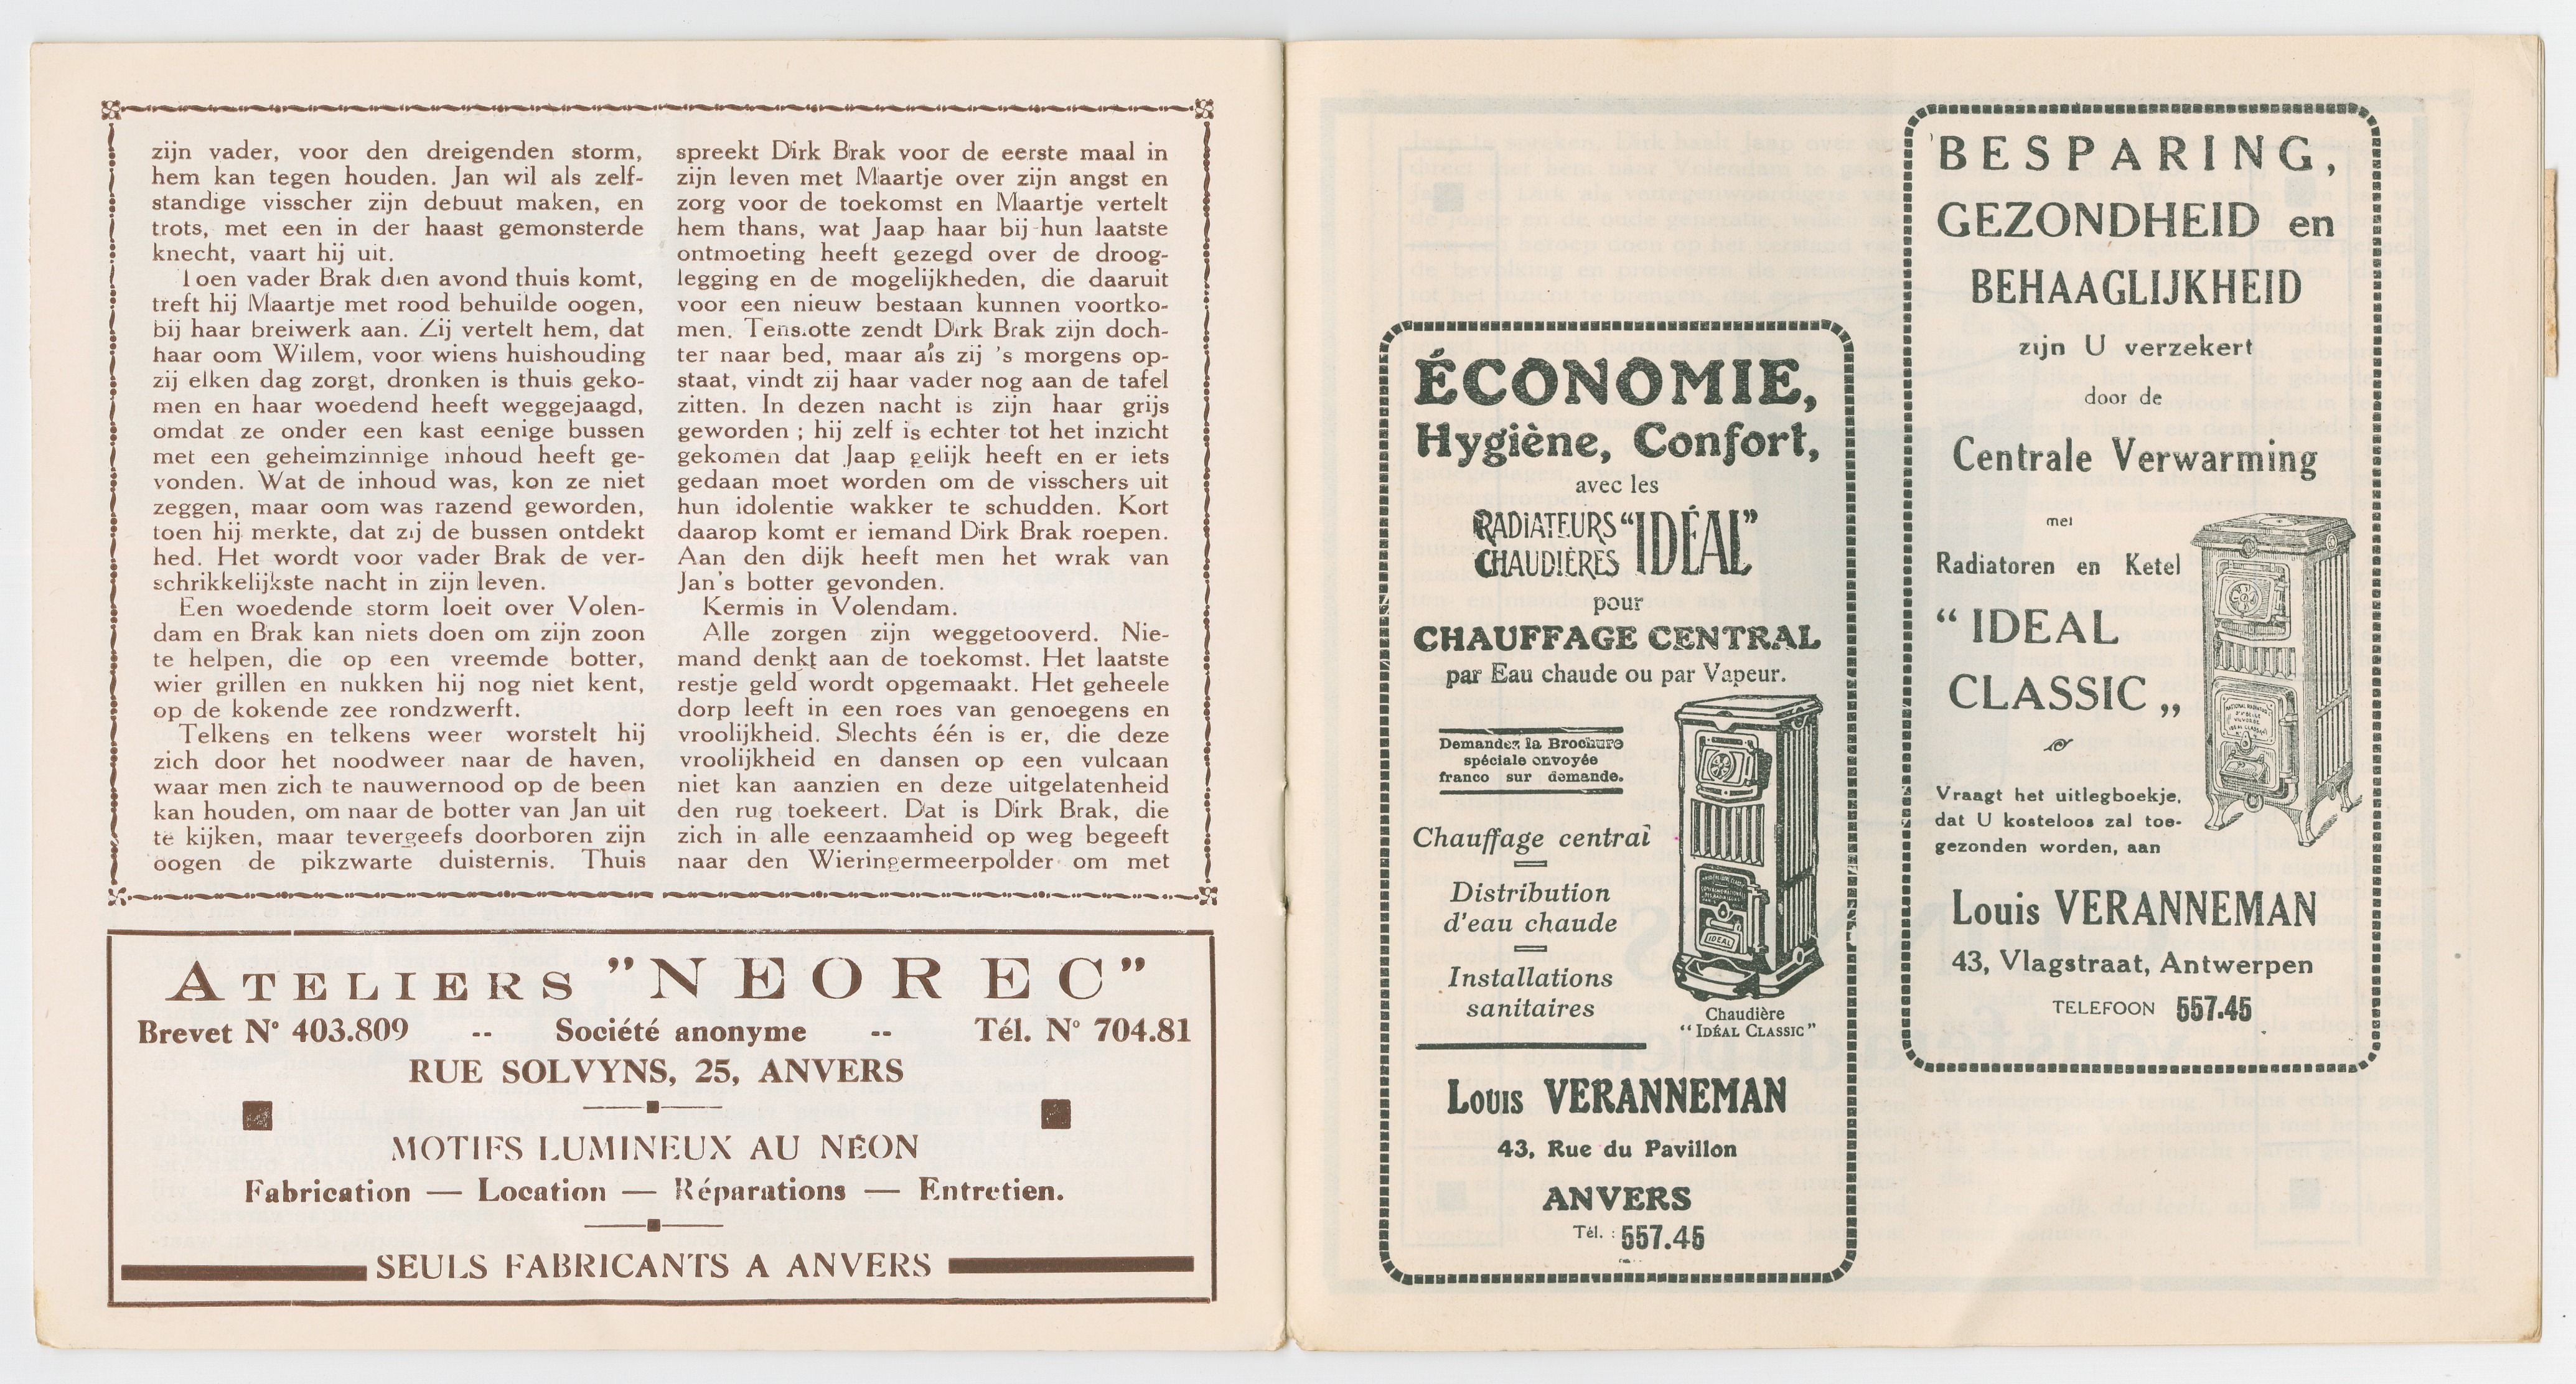 zijn vader, voor den dreigenden storm,
hem kan tegen houden. Jan wil als zelf-
standige visscher zijn debuut maken, en
trots, met een in der haast gemonsterde
knecht, vaart hij uit.
Toen vader Brak dien avond thuis komt,
treft hij Maartje met rood behuilde oogen,
bij haar breiwerk aan. Zij vertelt hem, dat
haar oom Willem, voor wiens huishouding
zij elken dag zorgt, dronken is thuis geko-
men en haar woedend heeft weggejaagd,
omdat ze onder een kast eenige bussen
met een geheimzinnige inhoud heeft ge-
vonden. Wat de inhoud was, kon ze niet
zeggen, maar oom was razend geworden,
toen hij merkte, dat zij de bussen ontdekt
hed. Het wordt voor vader Brak de ver-
schrikkelijkste nacht in zijn leven.
Een woedende storm loeit over Volen-
dam en Brak kan niets doen om zijn zoon
te helpen, die op een vreemde botter,
wier grillen en nukken hij nog niet kent,
op de kokende zee rondzwerft.
Telkens en telkens weer worstelt hij
zich door het noodweer naar de haven,
waar men zich te nauwernood op de been
kan houden, om naar de botter van Jan uit
te kijken, maar tevergeefs doorboren zijn
oogen de pikzwarte duisternis. Thuis
spreekt Dirk Brak voor de eerste maal in
zijn leven met Maartje over zijn angst en
zorg voor de toekomst en Maartje vertelt
hem thans, wat Jaap haar bij hun laatste
ontmoeting heeft gezegd over de droog-
legging en de mogelijkheden, die daaruit
voor een nieuw bestaan kunnen voortko-
men. Tenslotte zendt Dirk Brak zijn doch-
ter naar bed, maar als zij 's morgens op-
staat, vindt zij haar vader nog aan de tafel
zitten. In dezen nacht is zijn haar grijs
geworden ; hij zelf is echter tot het inzicht
gekomen dat Jaap gelijk heeft en er iets
gedaan moet worden om de visschers uit
hun idolentie wakker te schudden. Kort
daarop komt er iemand Dirk Brak roepen.
Aan den dijk heeft men het wrak van
Jan's botter gevonden.
Kermis in Volendam.
Alle zorgen zijn weggetooverd. Nie-
mand denkt aan de toekomst. Het laatste
restje geld wordt opgemaakt. Het geheele
dorp leeft in een roes van genoegens en
vroolijkheid. Slechts één is er, die deze
vroolijkheid en dansen op een vulcaan
niet kan aanzien en deze uitgelatenheid
den rug toekeert. Dat is Dirk Brak, die
zich in alle eenzaamheid op weg begeeft
naar den Wieringermeerpolder om met
ATELIERS "NEOREC"
Brevet N° 403.809 -- Société anonyme -- Tél. N° 704.81
RUE SOLVYNS, 25, ANVERS
MOTIFS LUMINEUX AU NÉON
Fabrication — Location — Réparations — Entretien.
SEULS FABRICANTS A ANVERS
ÉCONOMIE,
Hygiène, Confort,
avec les
RADIATEURS
CHAUDIÈRES "IDÉAL"
pour
CHAUFFAGE CENTRAL
par Eau chaude ou par Vapeur.
Demandez la Brochure
spéciale envoyée
franco sur demande.
Chauffage central
Distribution
d'eau chaude
Installations
sanitaires
IDEAL
Chaudière
"IDÉAL CLASSIC"
Louis VERANNEMAN
43, Rue du Pavillon
ANVERS
Tél. : 557.45
BESPARING,
GEZONDHEID en
BEHAAGLIJKHEID
zijn U verzekert
door de
Centrale Verwarming
met
Radiatoren en Ketel
" IDEAL
CLASSIC „
Vraagt het uitlegboekje,
dat U kosteloos zal toe-
gezonden worden, aan
Louis VERANNEMAN
43, Vlagstraat, Antwerpen
TELEFOON 557.45